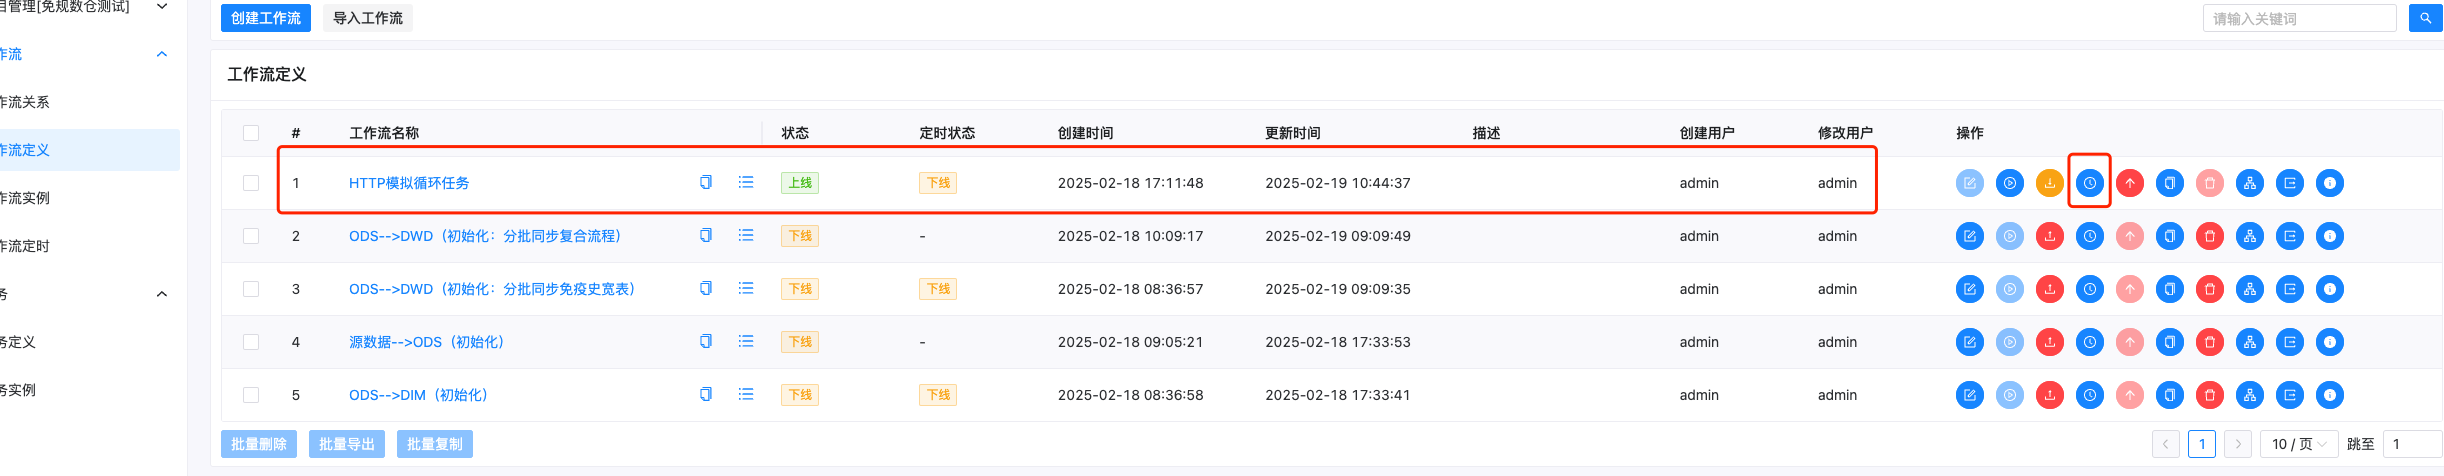 目管理[免规数仓测试]
作流
作流关系
作流定义
作流实例
作流定时
务
务定义
务实例
创建工作流 导入工作流 请输入关键词
工作流定义
# 工作流名称 状态 定时状态 创建时间 更新时间 描述 创建用户 修改用户 操作
1 HTTP模拟循环任务 上线 下线 2025-02-18 17:11:48 2025-02-19 10:44:37 admin admin
2 ODS-->DWD（初始化：分批同步复合流程） 下线 - 2025-02-18 10:09:17 2025-02-19 09:09:49 admin admin
3 ODS-->DWD（初始化：分批同步免疫史宽表） 下线 下线 2025-02-18 08:36:57 2025-02-19 09:09:35 admin admin
4 源数据-->ODS（初始化） 下线 - 2025-02-18 09:05:21 2025-02-18 17:33:53 admin admin
5 ODS-->DIM（初始化） 下线 下线 2025-02-18 08:36:58 2025-02-18 17:33:41 admin admin
批量删除 批量导出 批量复制 1 10 / 页 跳至 1